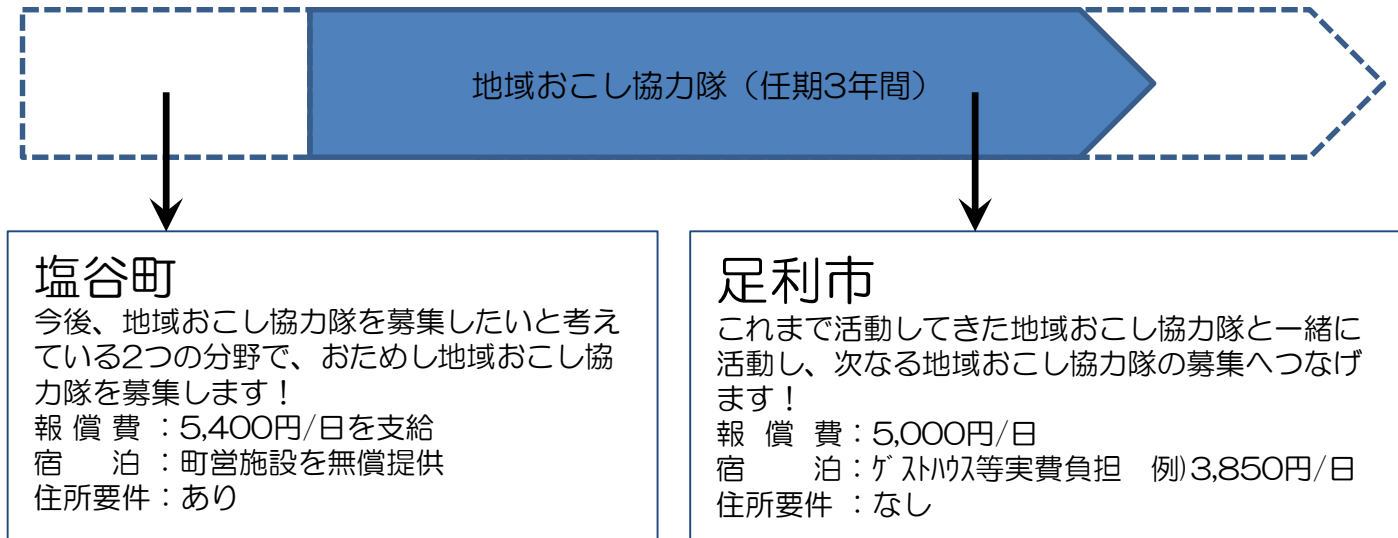 地域おこし協力隊（任期3年間）
塩谷町
今後、地域おこし協力隊を募集したいと考え
ている2つの分野で、おためし地域おこし協
力隊を募集します！
報 償 費 ：5,400円/日を支給
宿　　泊 ：町営施設を無償提供
住所要件：あり
足利市
これまで活動してきた地域おこし協力隊と一緒に
活動し、次なる地域おこし協力隊の募集へつなげ
ます！
報 償 費：5,000円/日
宿　　泊：ｹﾞｽﾄﾊｳｽ等実費負担　例)3,850円/日
住所要件 ：なし